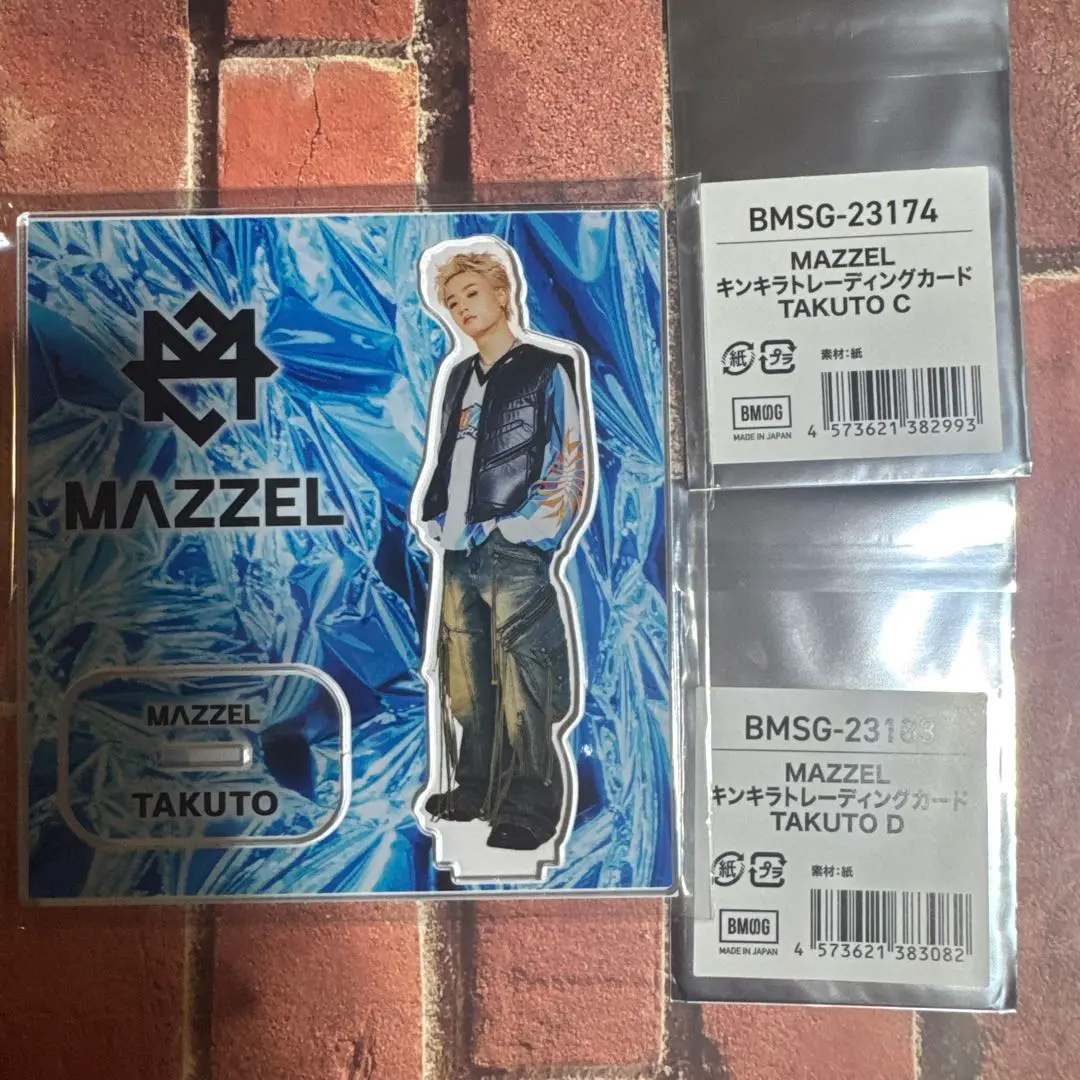 MAZZEL
MAZZEL
TAKUTO
BMSG-23174
MAZZEL
キンキラトレーディングカード
TAKUTO C
紙 プラ 素材:紙
BMSG
MADE IN JAPAN
4 573621 382993
BMSG-23183
MAZZEL
キンキラトレーディングカード
TAKUTO D
紙 プラ 素材:紙
BMSG
MADE IN JAPAN
4 573621 383082